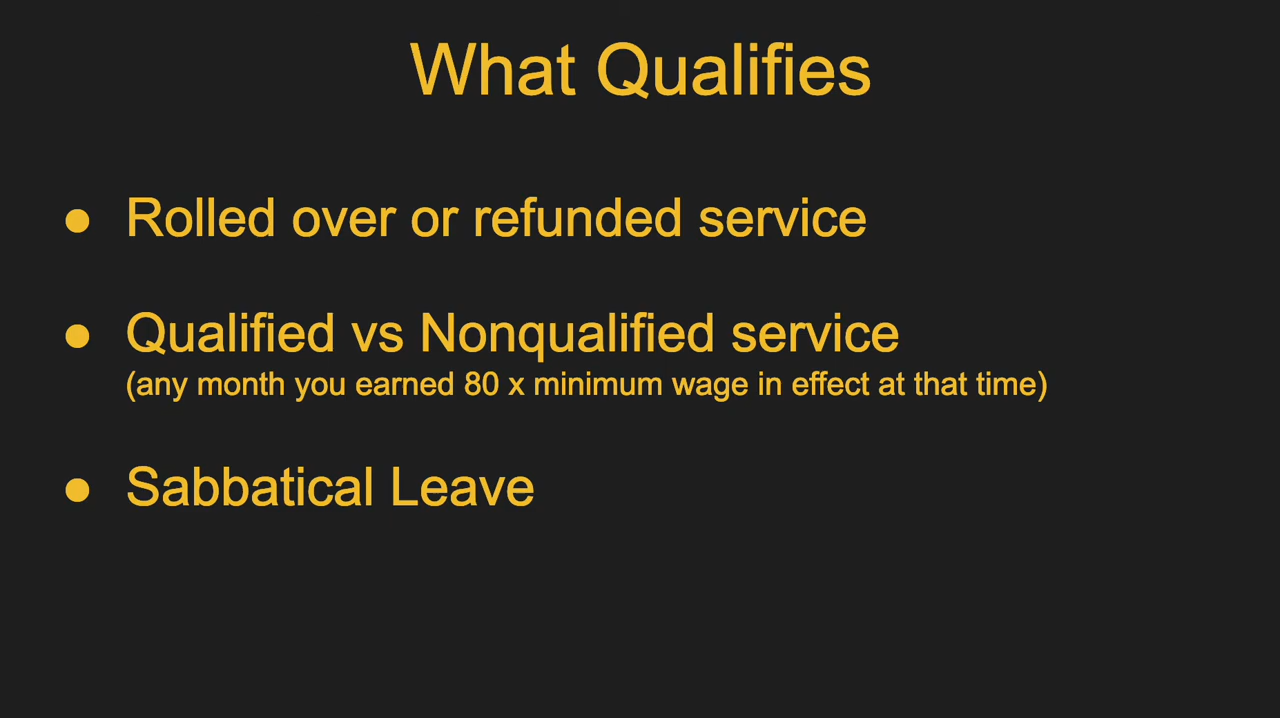 What Qualifies
● Rolled over or refunded service
● Qualified vs Nonqualified service
(any month you earned 80 x minimum wage in effect at that time)
● Sabbatical Leave